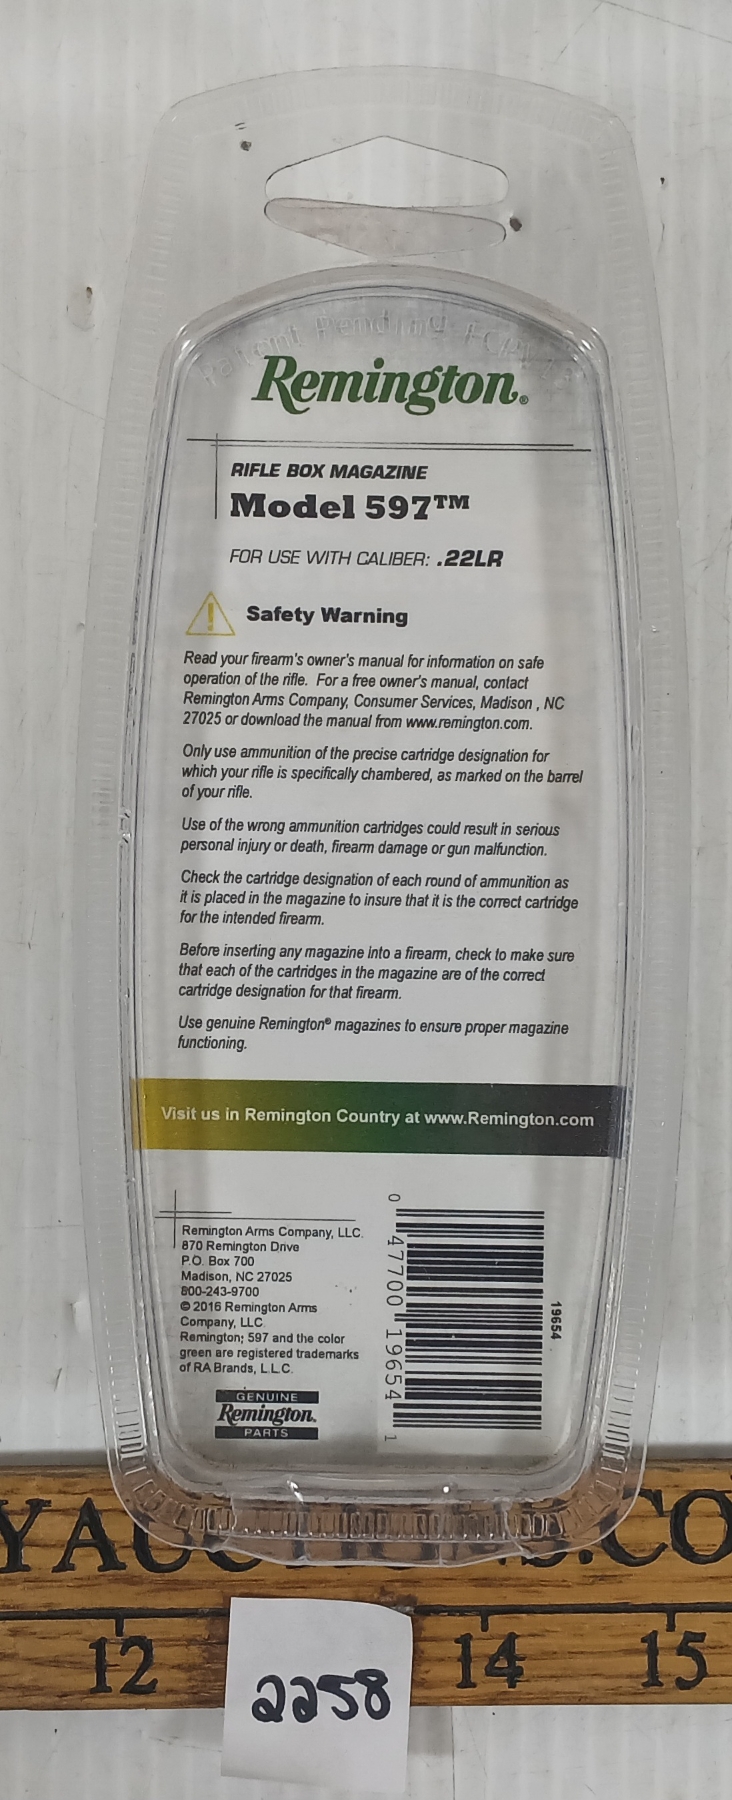 Patent Pending
Remington®
RIFLE BOX MAGAZINE
Model 597™
FOR USE WITH CALIBER: .22LR
Safety Warning
Read your firearm's owner's manual for information on safe
operation of the rifle. For a free owner's manual, contact
Remington Arms Company, Consumer Services, Madison , NC
27025 or download the manual from www.remington.com.
Only use ammunition of the precise cartridge designation for
which your rifle is specifically chambered, as marked on the barrel
of your rifle.
Use of the wrong ammunition cartridges could result in serious
personal injury or death, firearm damage or gun malfunction.
Check the cartridge designation of each round of ammunition as
it is placed in the magazine to insure that it is the correct cartridge
for the intended firearm.
Before inserting any magazine into a firearm, check to make sure
that each of the cartridges in the magazine are of the correct
cartridge designation for that firearm.
Use genuine Remington® magazines to ensure proper magazine
functioning.
Visit us in Remington Country at www.Remington.com
Remington Arms Company, LLC.
870 Remington Drive
P.O. Box 700
Madison, NC 27025
800-243-9700
© 2016 Remington Arms
Company, LLC
Remington; 597 and the color
green are registered trademarks
of RA Brands, L.L.C.
GENUINE
Remington.
PARTS
0 47700 19654 1
19654
12
14
15
2258